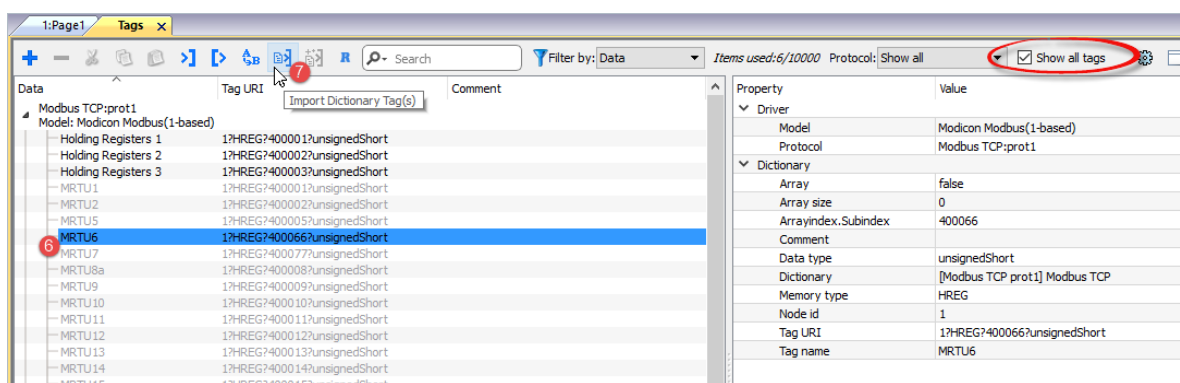 1:Page1 Tags x
R Search Filter by: Data Items used:6/10000 Protocol: Show all Show all tags
7
Import Dictionary Tag(s)
Data Tag URI Comment
Modbus TCP:prot1
Model: Modicon Modbus(1-based)
Holding Registers 1 1?HREG?400001?unsignedShort
Holding Registers 2 1?HREG?400002?unsignedShort
Holding Registers 3 1?HREG?400003?unsignedShort
MRTU1 1?HREG?400001?unsignedShort
MRTU2 1?HREG?400002?unsignedShort
MRTU5 1?HREG?400005?unsignedShort
6 MRTU6 1?HREG?400066?unsignedShort
MRTU7 1?HREG?400077?unsignedShort
MRTU8a 1?HREG?400008?unsignedShort
MRTU9 1?HREG?400009?unsignedShort
MRTU10 1?HREG?400010?unsignedShort
MRTU11 1?HREG?400011?unsignedShort
MRTU12 1?HREG?400012?unsignedShort
MRTU13 1?HREG?400013?unsignedShort
MRTU14 1?HREG?400014?unsignedShort
Property Value
Driver
Model Modicon Modbus(1-based)
Protocol Modbus TCP:prot1
Dictionary
Array false
Array size 0
Arrayindex.Subindex 400066
Comment
Data type unsignedShort
Dictionary [Modbus TCP prot1] Modbus TCP
Memory type HREG
Node id 1
Tag URI 1?HREG?400066?unsignedShort
Tag name MRTU6